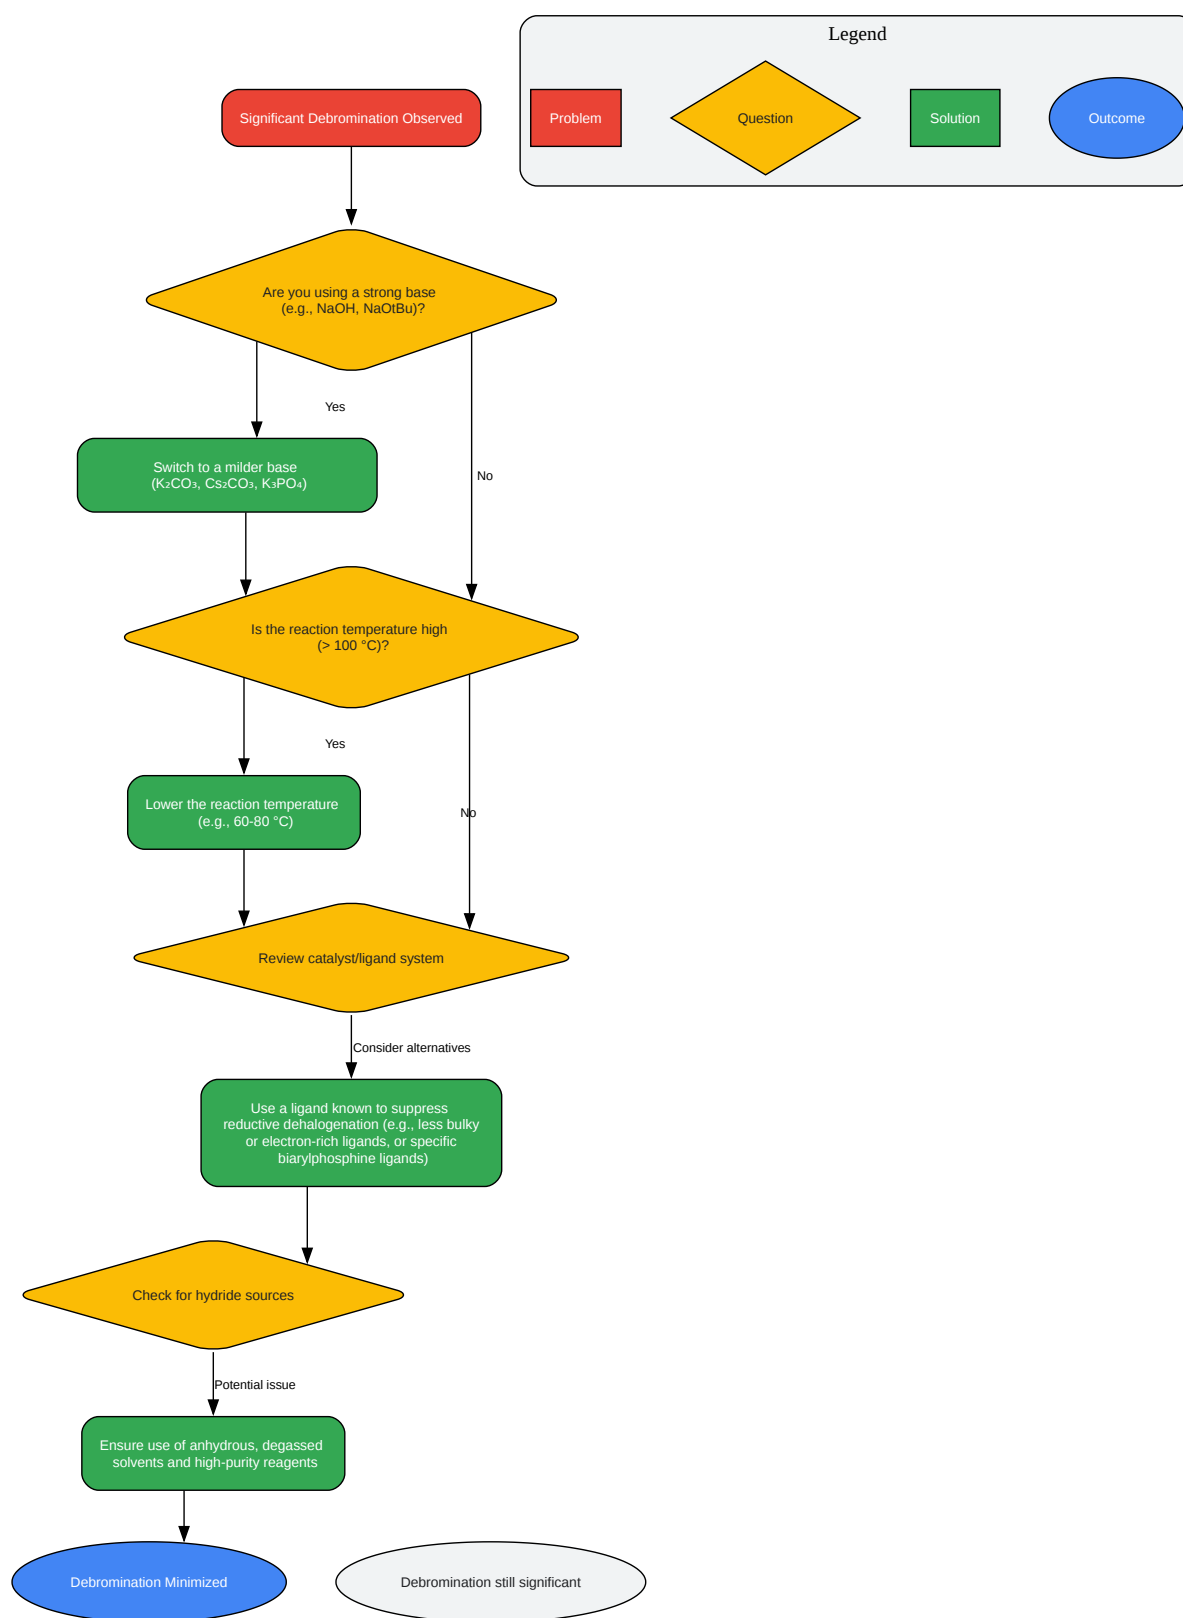 Legend
Significant Debromination Observed
Problem
Question
Solution
Outcome
Are you using a strong base
(e.g., NaOH, NaOtBu)?
Yes
Switch to a milder base
(K₂CO₃, Cs₂CO₃, K₃PO₄)
No
Is the reaction temperature high
(> 100 °C)?
Yes
Lower the reaction temperature
(e.g., 60-80 °C)
No
Review catalyst/ligand system
Consider alternatives
Use a ligand known to suppress
reductive dehalogenation (e.g., less bulky
or electron-rich ligands, or specific
biarylphosphine ligands)
Check for hydride sources
Potential issue
Ensure use of anhydrous, degassed
solvents and high-purity reagents
Debromination Minimized
Debromination still significant